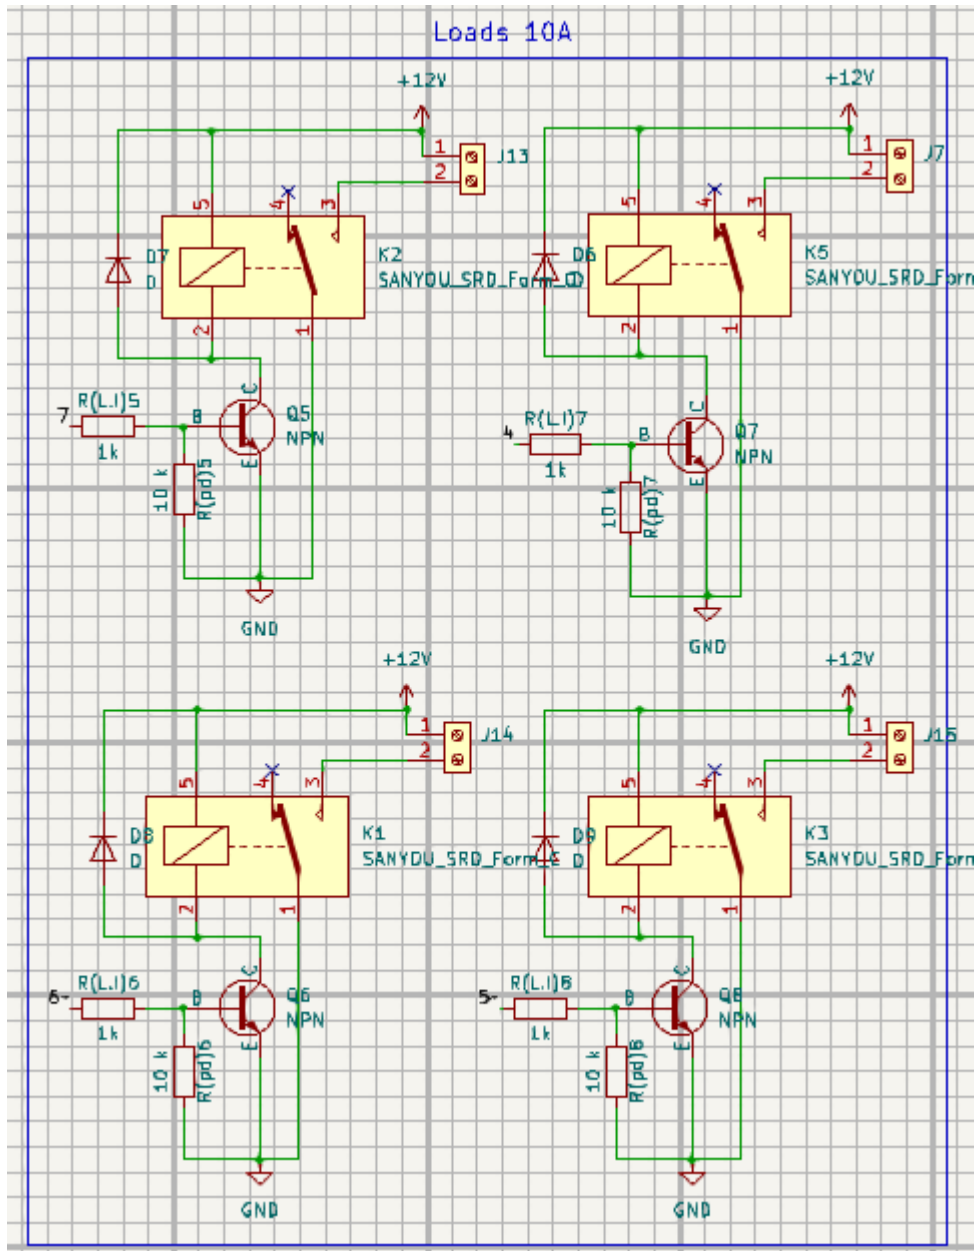 Loads 10A
+12V
1
J13
2
5
4
3
D7
D
K2
SANYOU_SRD_Form_C
2
1
R(L.I)5
7
1k
B
C
E
Q5
NPN
10 k
R(pd)5
GND
+12V
1
J7
2
5
4
3
D6
D
K5
SANYOU_SRD_Form
2
1
R(L.I)7
4
1k
B
C
E
Q7
NPN
10 k
R(pd)7
GND
+12V
1
J14
2
5
4
3
D8
D
K1
SANYOU_SRD_Form_C
2
1
R(L.I)6
6-
1k
B
C
E
Q6
NPN
10 k
R(pd)6
GND
+12V
1
J15
2
5
4
3
D9
D
K3
SANYOU_SRD_Form
2
1
R(L.I)8
5-
1k
B
C
E
Q8
NPN
10 k
R(pd)8
GND